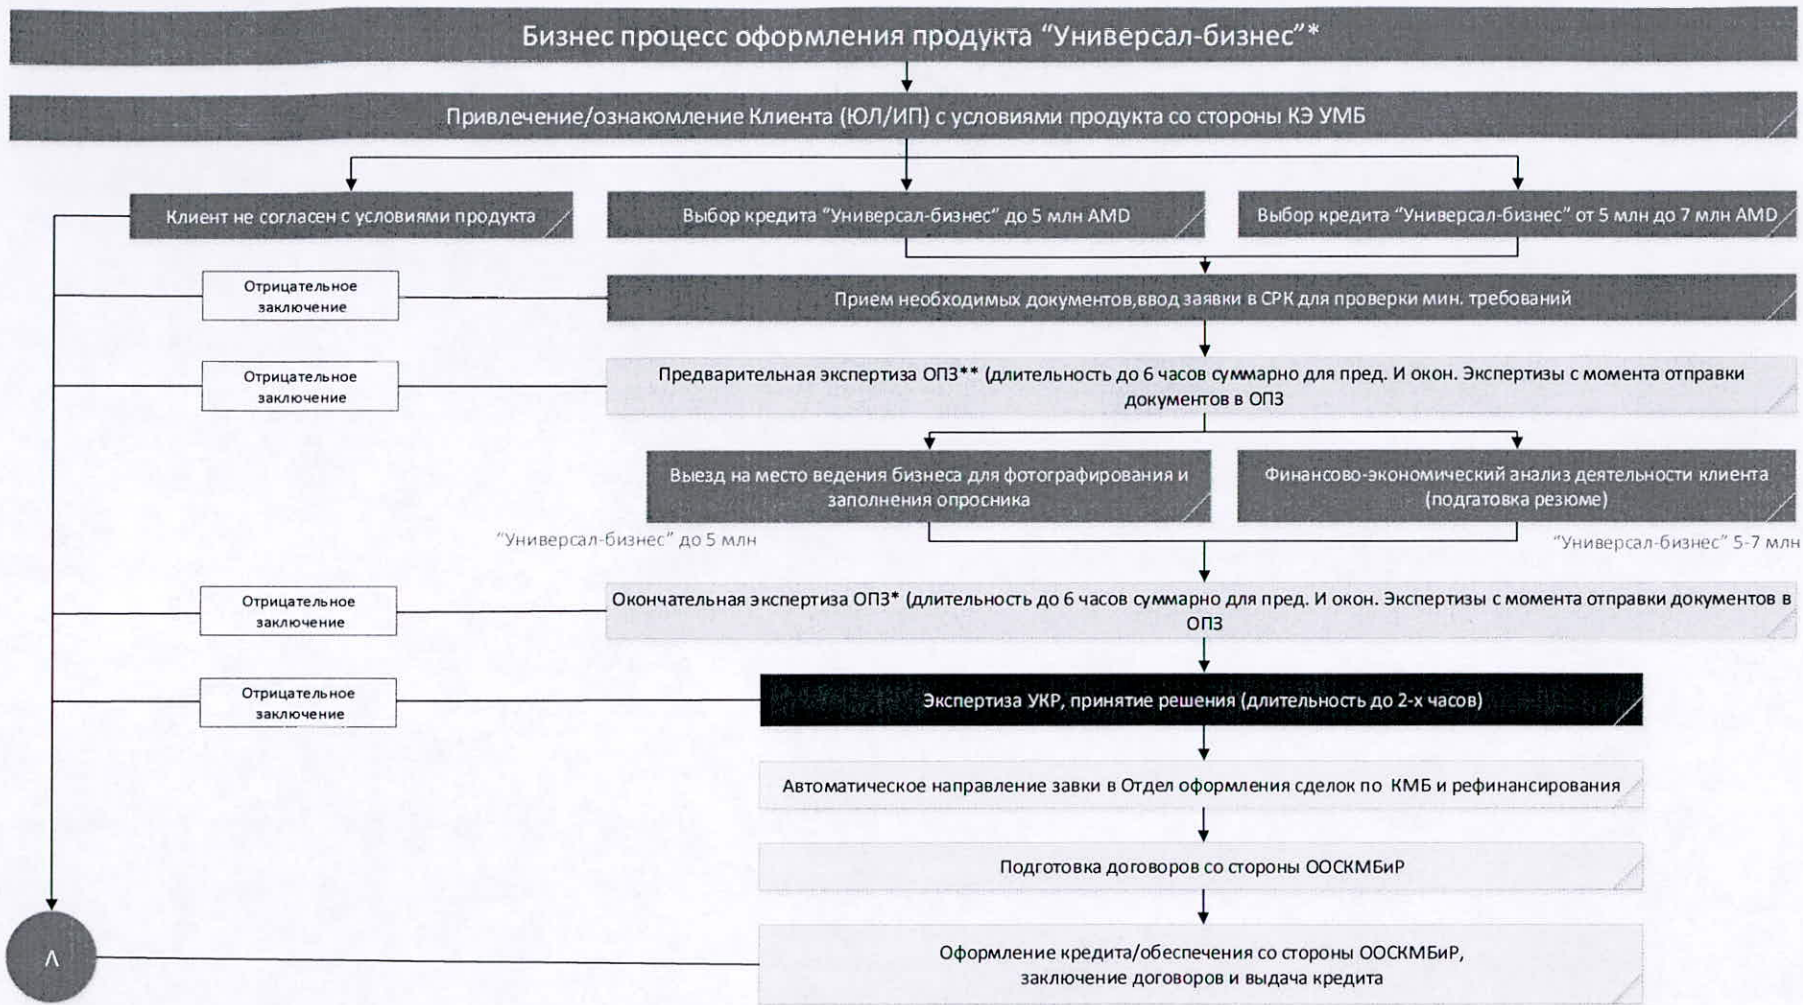 Бизнес процесс оформления продукта “Универсал-бизнес”*
Привлечение/ознакомление Клиента (ЮЛ/ИП) с условиями продукта со стороны КЭ УМБ
Клиент не согласен с условиями продукта
Выбор кредита “Универсал-бизнес” до 5 млн AMD
Выбор кредита “Универсал-бизнес” от 5 млн до 7 млн AMD
Отрицательное
заключение
Прием необходимых документов,ввод заявки в СРК для проверки мин. требований
Отрицательное
заключение
Предварительная экспертиза ОПЗ** (длительность до 6 часов суммарно для пред. И окон. Экспертизы с момента отправки
документов в ОПЗ
Выезд на место ведения бизнеса для фотографирования и
заполнения опросника
Финансово-экономический анализ деятельности клиента
(подготовка резюме)
“Универсал-бизнес” до 5 млн
“Универсал-бизнес” 5-7 млн
Отрицательное
заключение
Окончательная экспертиза ОПЗ* (длительность до 6 часов суммарно для пред. И окон. Экспертизы с момента отправки документов в
ОПЗ
Отрицательное
заключение
Экспертиза УКР, принятие решения (длительность до 2-х часов)
Автоматическое направление завки в Отдел оформления сделок по КМБ и рефинансирования
Подготовка договоров со стороны ООСКМБиР
Оформление кредита/обеспечения со стороны ООСКМБиР,
заключение договоров и выдача кредита
Λ